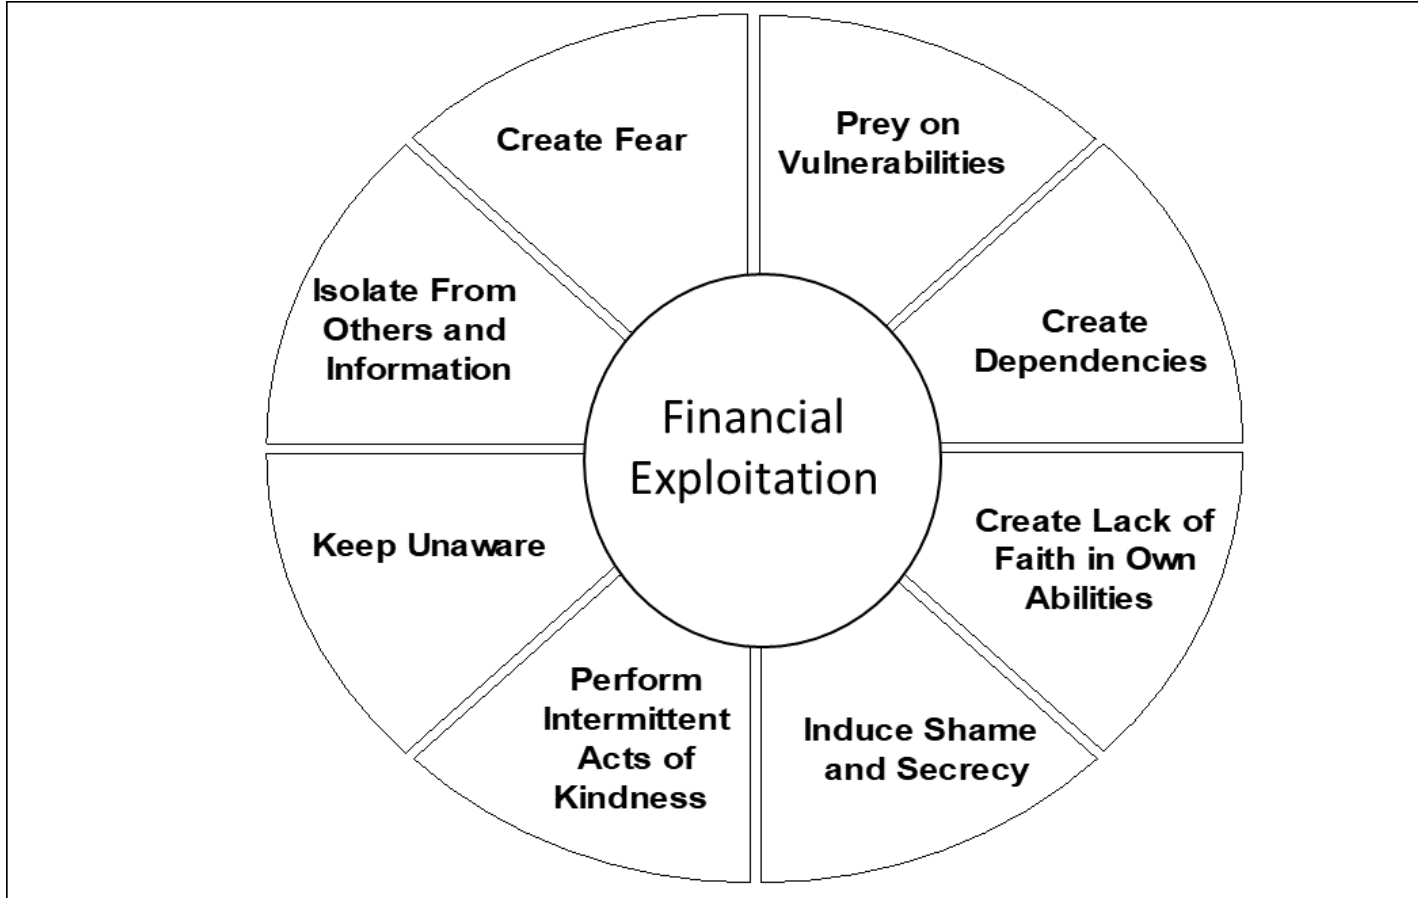 Create Fear
Prey on
Vulnerabilities
Isolate From
Others and
Information
Create
Dependencies
Financial
Exploitation
Keep Unaware
Create Lack of
Faith in Own
Abilities
Perform
Intermittent
Acts of
Kindness
Induce Shame
and Secrecy